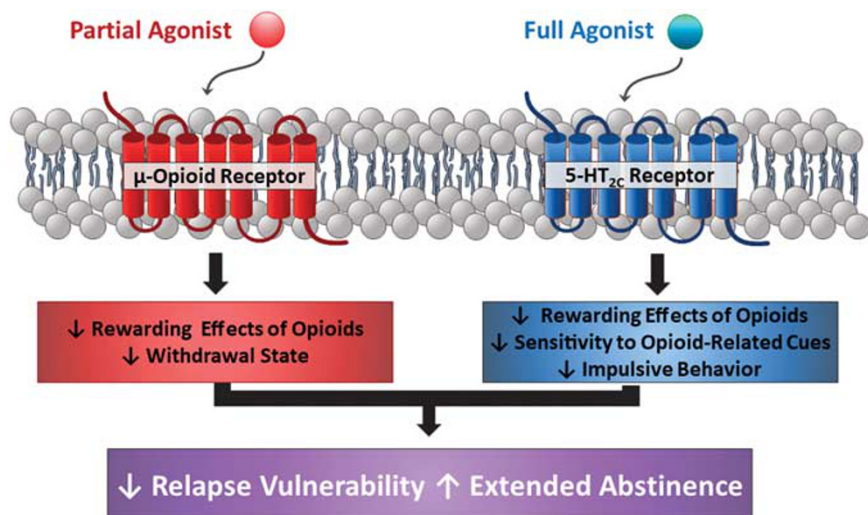 Partial Agonist
Full Agonist
μ-Opioid Receptor
5-HT2C Receptor
↓ Rewarding Effects of Opioids
↓ Withdrawal State
↓ Rewarding Effects of Opioids
↓ Sensitivity to Opioid-Related Cues
↓ Impulsive Behavior
↓ Relapse Vulnerability ↑ Extended Abstinence